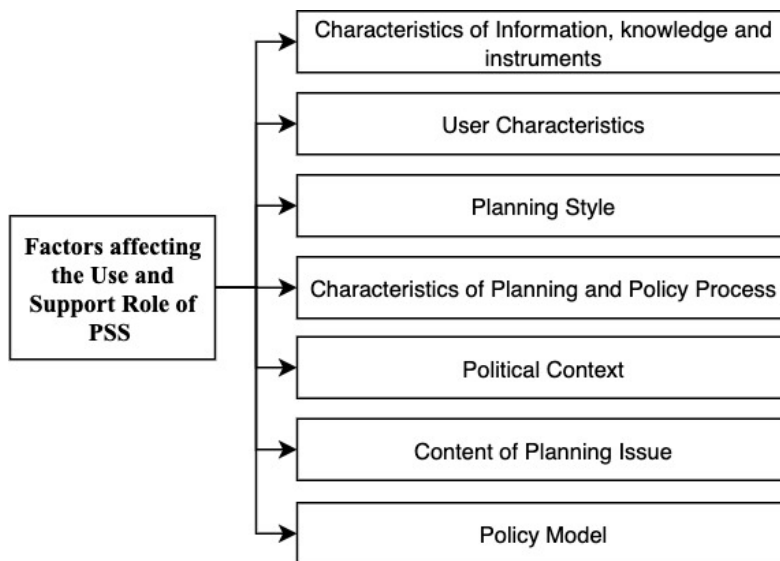 Characteristics of Information, knowledge and
instruments
User Characteristics
Planning Style
Factors affecting
the Use and
Support Role of
PSS
Characteristics of Planning and Policy Process
Political Context
Content of Planning Issue
Policy Model